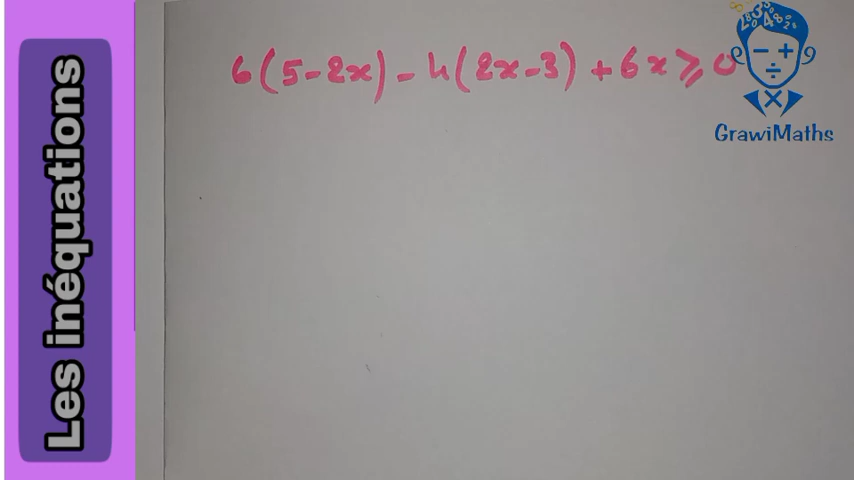 Les inéquations
6(5-2x)-4(2x-3)+6x⩾0
GrawiMaths